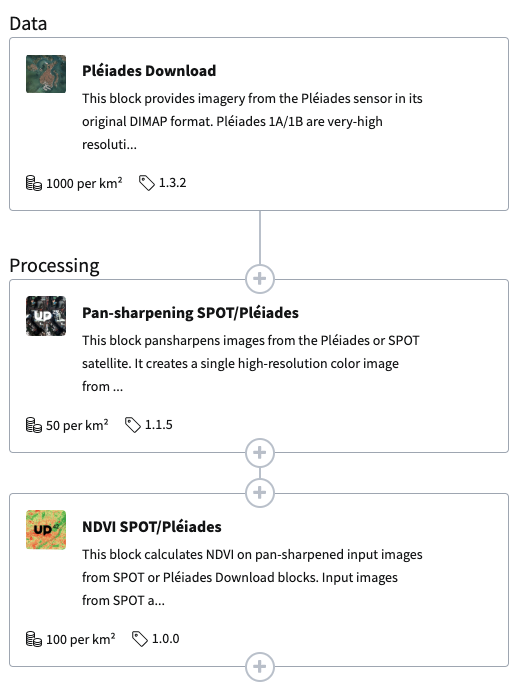 Data
Pléiades Download
This block provides imagery from the Pléiades sensor in its
original DIMAP format. Pléiades 1A/1B are very-high
resoluti...
1000 per km² 1.3.2
Processing
UP
Pan-sharpening SPOT/Pléiades
This block pansharpens images from the Pléiades or SPOT
satellite. It creates a single high-resolution color image
from ...
50 per km² 1.1.5
UP
NDVI SPOT/Pléiades
This block calculates NDVI on pan-sharpened input images
from SPOT or Pléiades Download blocks. Input images
from SPOT a...
100 per km² 1.0.0